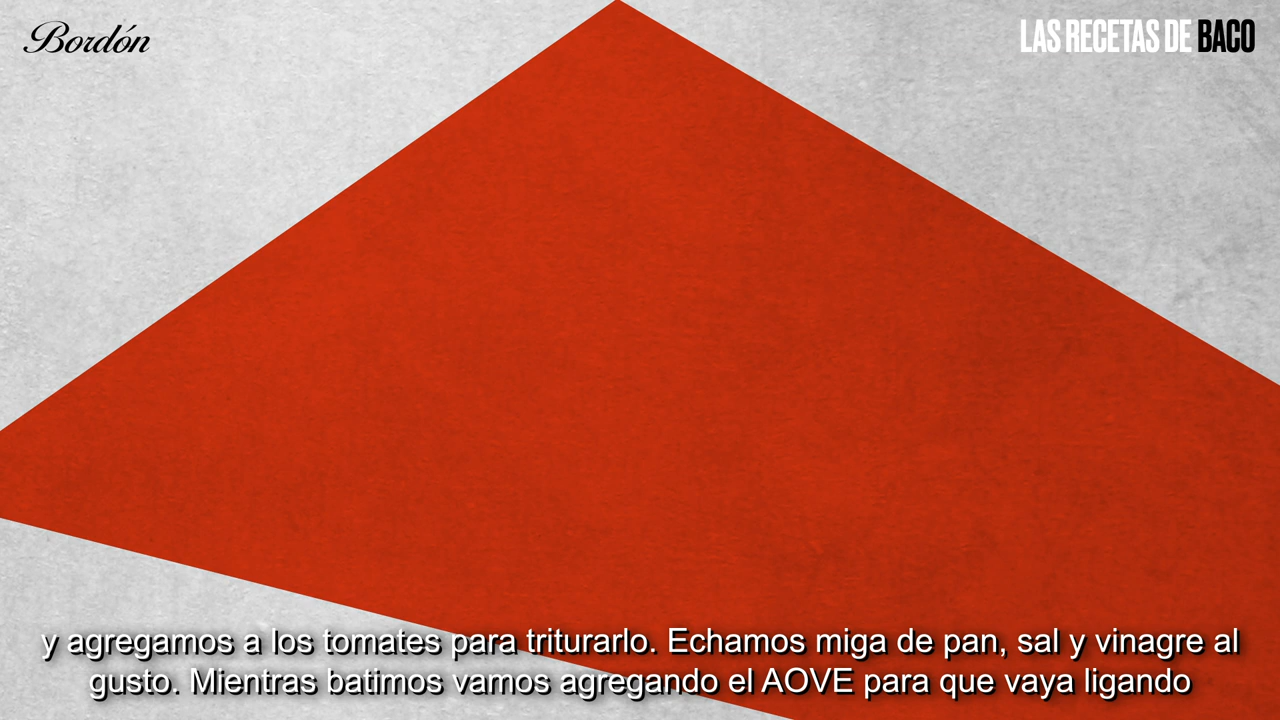 Bordón
LAS RECETAS DE BACO
y agregamos a los tomates para triturarlo. Echamos miga de pan, sal y vinagre al
gusto. Mientras batimos vamos agregando el AOVE para que vaya ligando